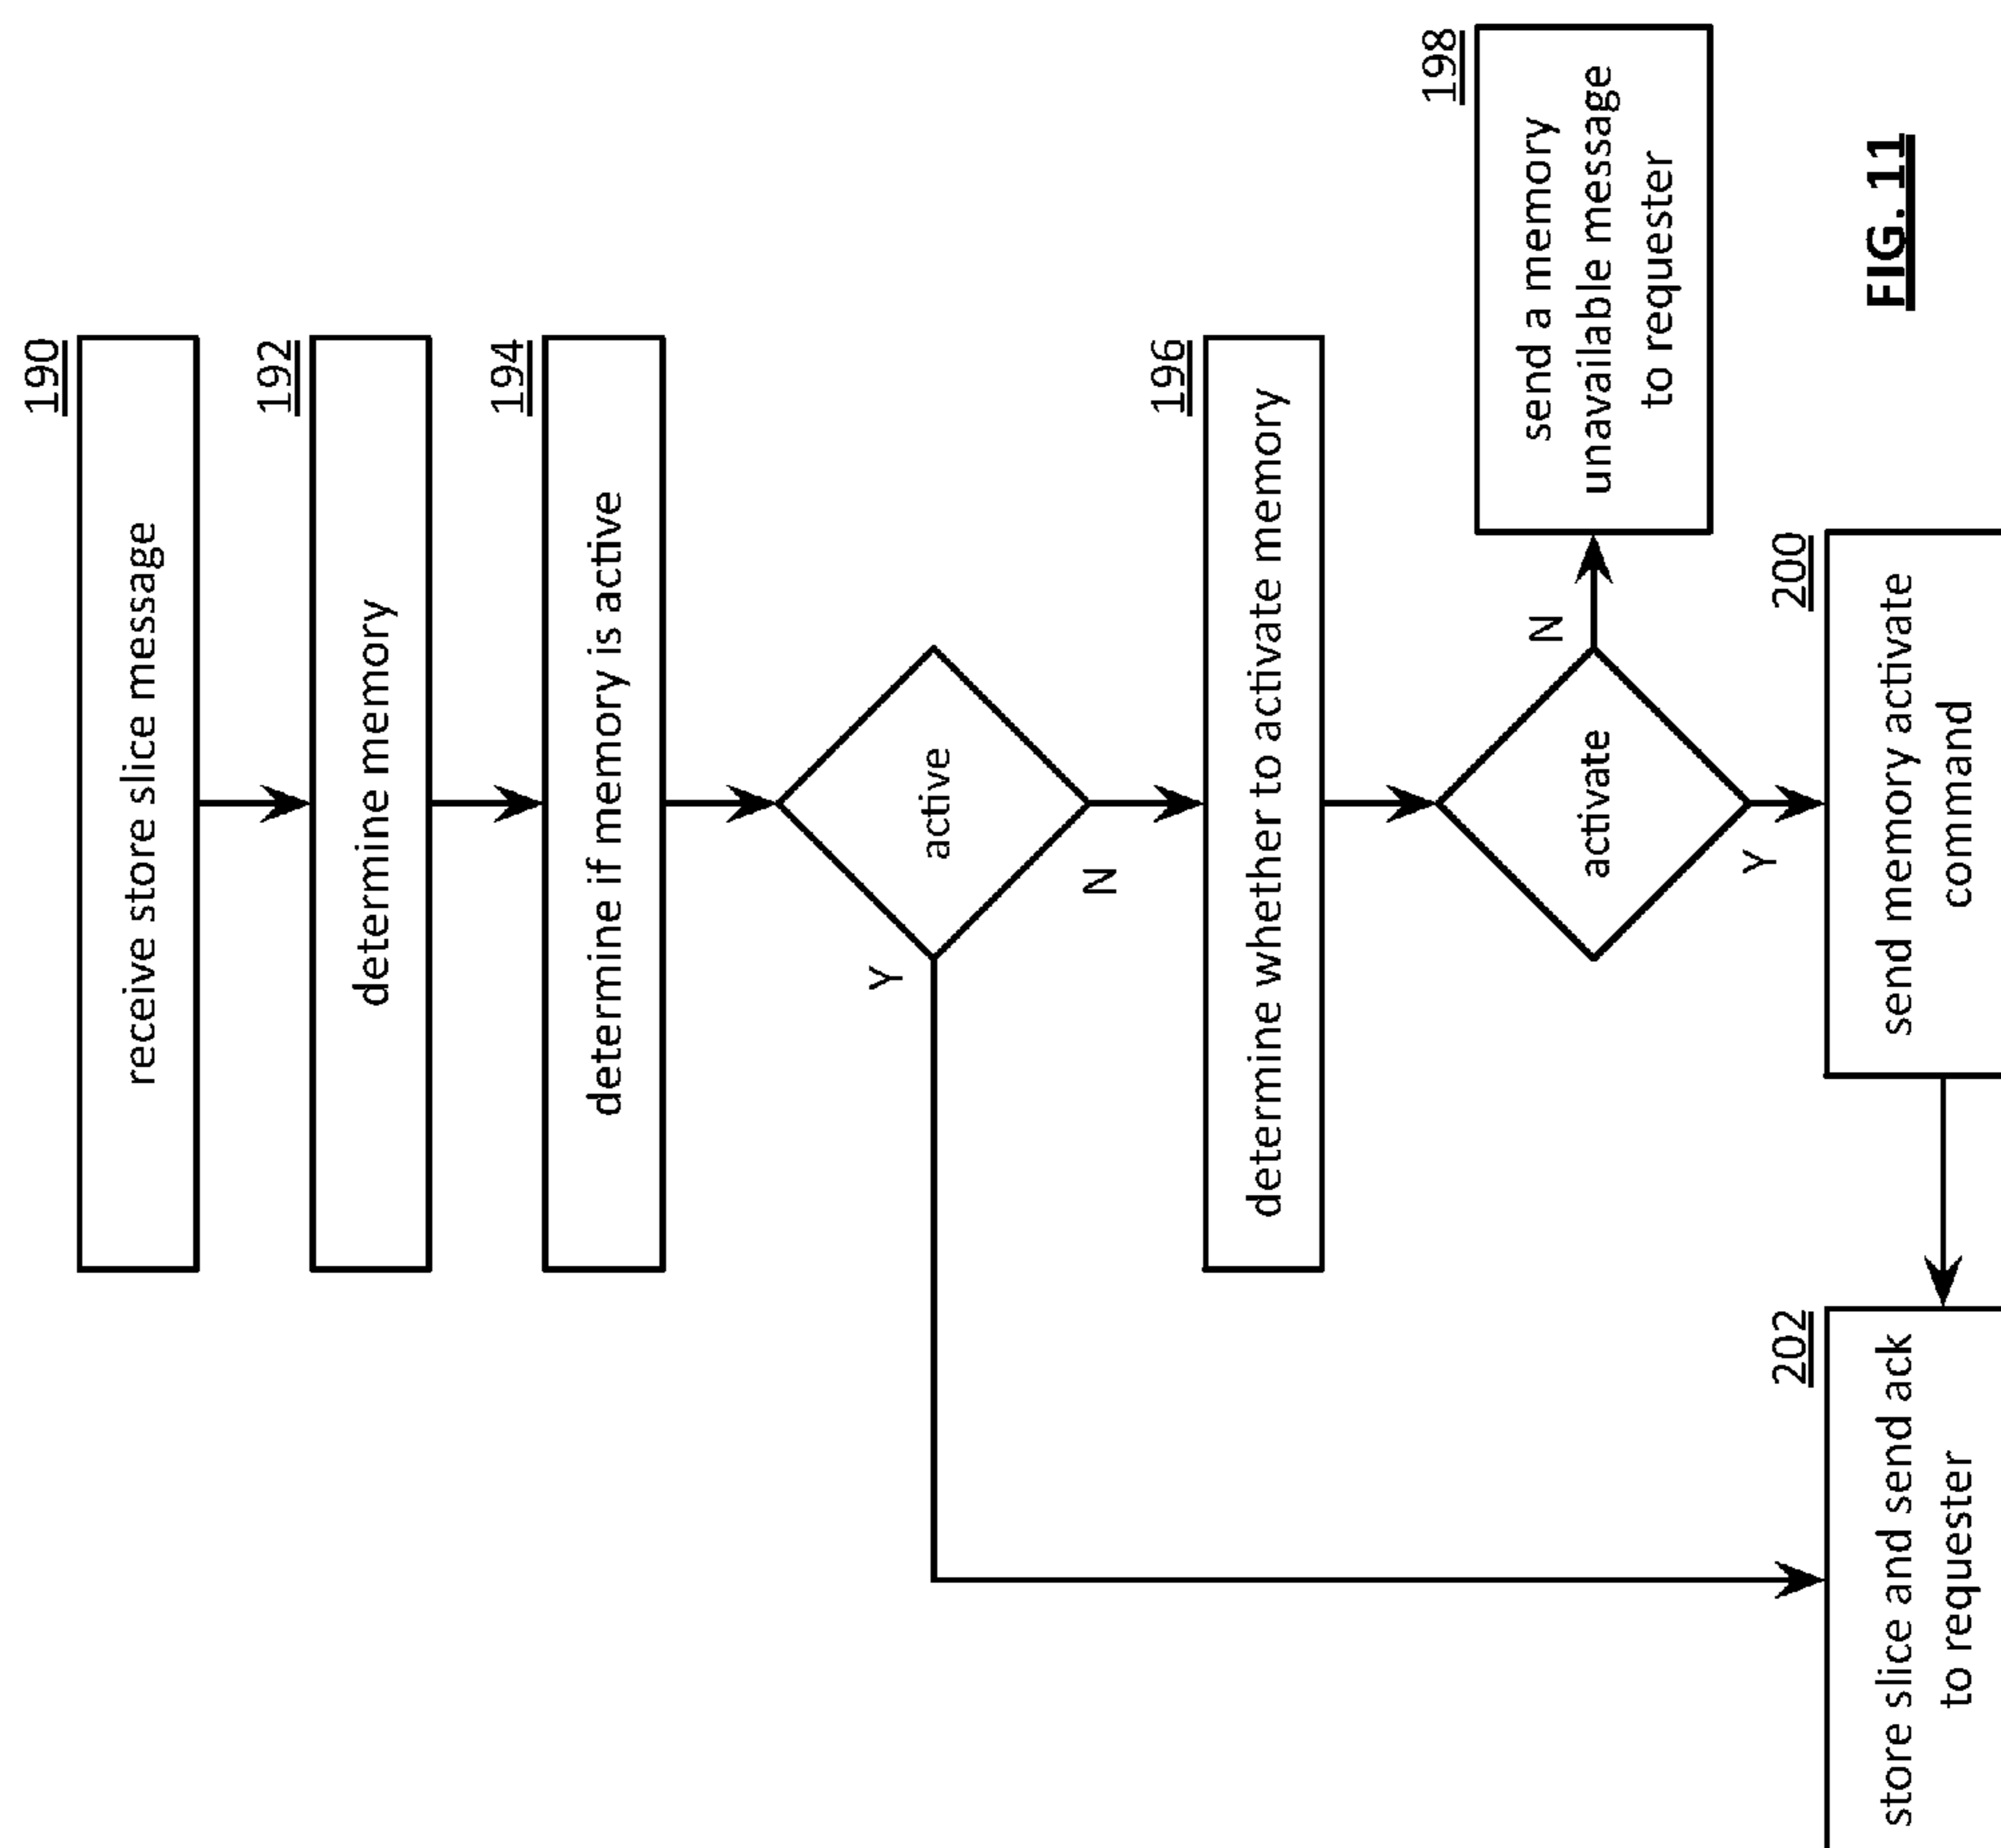 190
receive store slice message
192
determine memory
194
determine if memory is active
active
Y
N
196
determine whether to activate memory
activate
N
Y
198
send a memory
unavailable message
to requester
200
send memory activate
command
202
store slice and send ack
to requester
FIG. 11